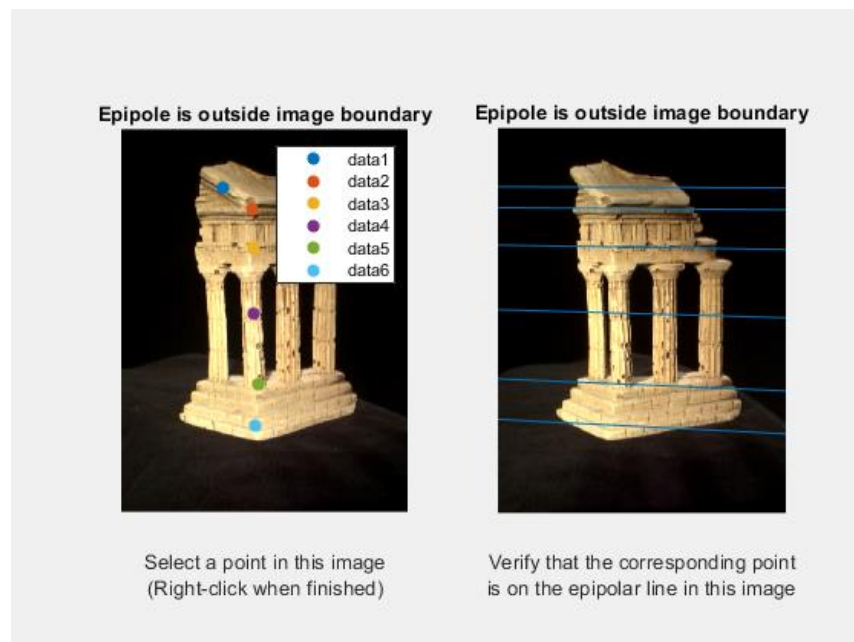 Epipole is outside image boundary
data1
data2
data3
data4
data5
data6
Select a point in this image
(Right-click when finished)
Epipole is outside image boundary
Verify that the corresponding point
is on the epipolar line in this image